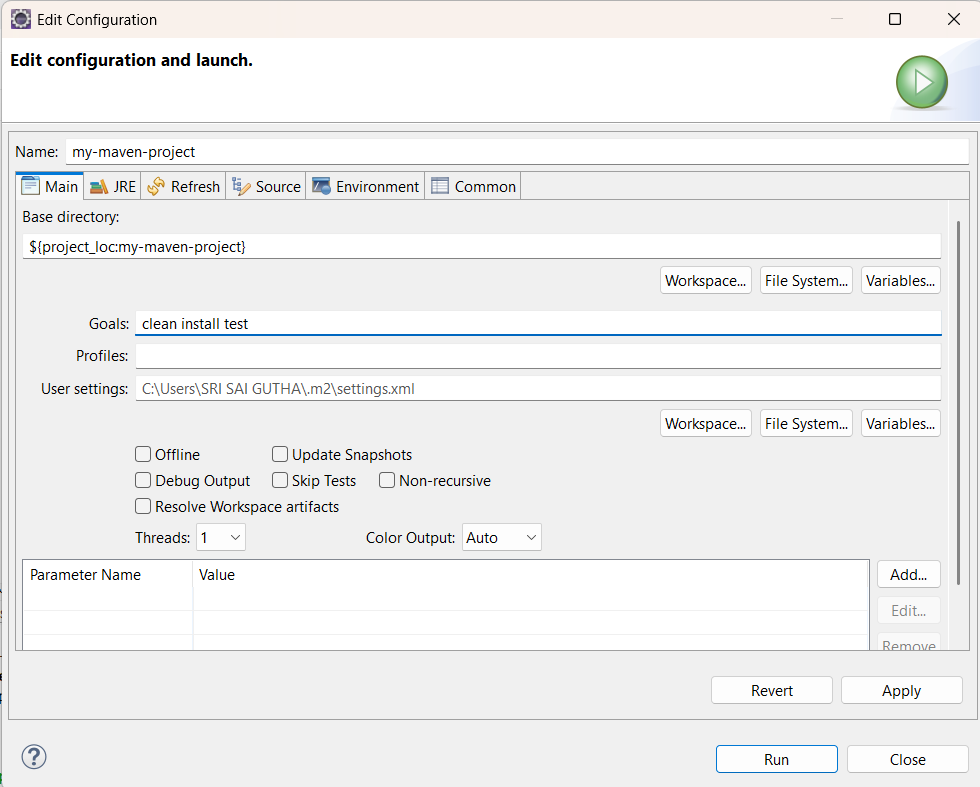 Edit Configuration
Edit configuration and launch.
Name: my-maven-project
Main JRE Refresh Source Environment Common
Base directory:
${project_loc:my-maven-project}
Workspace... File System... Variables...
Goals: clean install test
Profiles:
User settings: C:\Users\SRI SAI GUTHA\.m2\settings.xml
Workspace... File System... Variables...
Offline Update Snapshots
Debug Output Skip Tests Non-recursive
Resolve Workspace artifacts
Threads: 1 Color Output: Auto
Parameter Name Value Add...
Edit...
Remove
Revert Apply
? Run Close